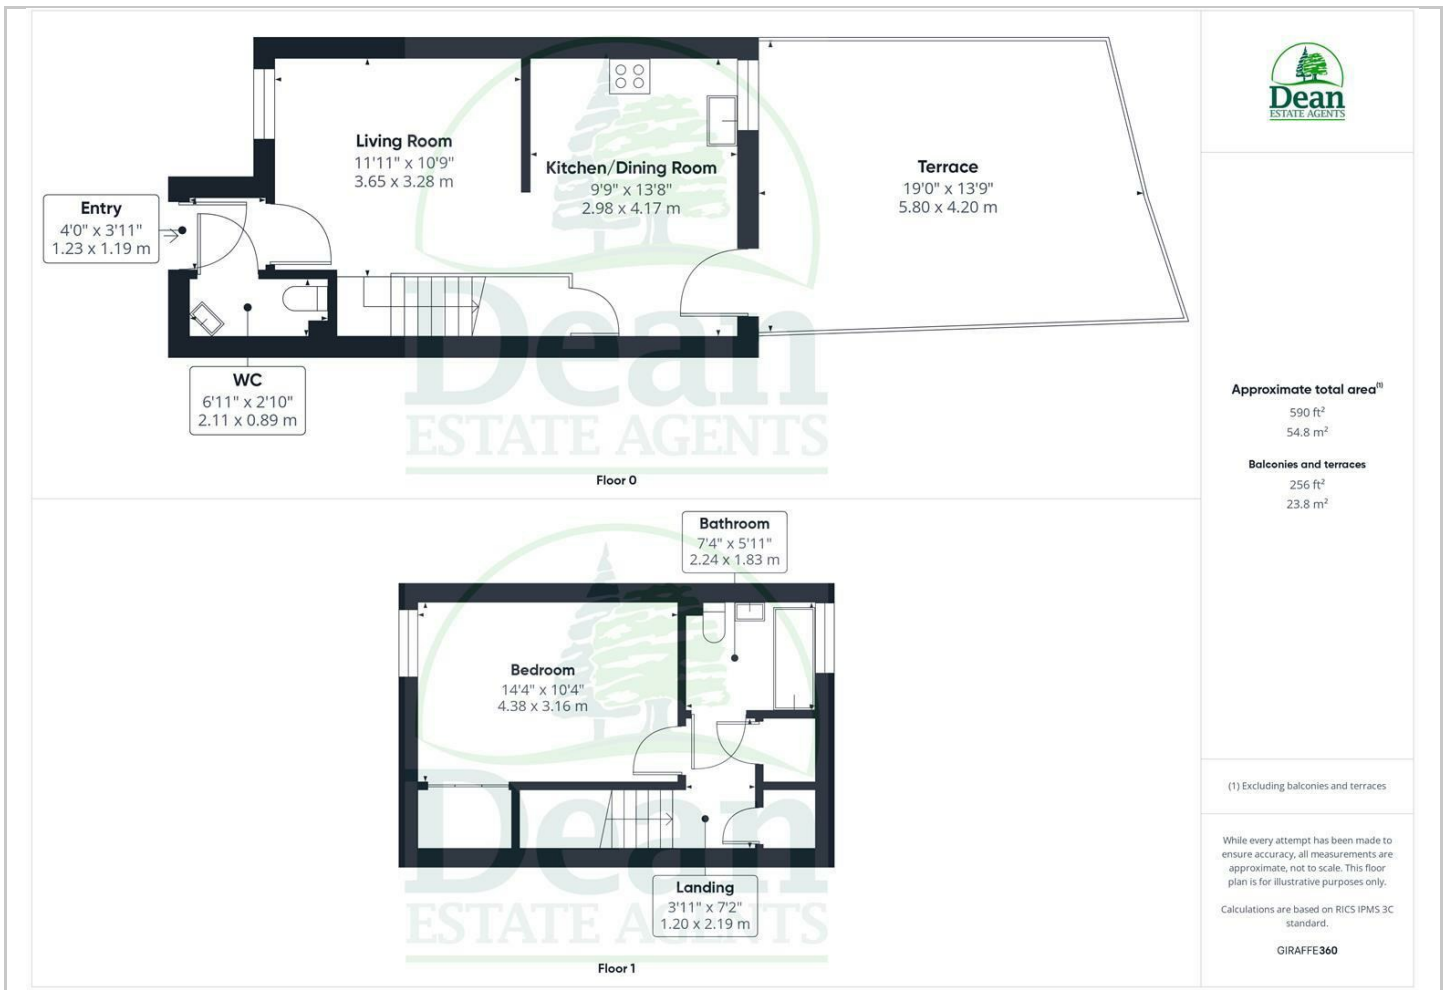 Living Room
11'11" x 10'9"
3.65 x 3.28 m
Kitchen/Dining Room
9'9" x 13'8"
2.98 x 4.17 m
Terrace
19'0" x 13'9"
5.80 x 4.20 m
Entry
4'0" x 3'11"
1.23 x 1.19 m
WC
6'11" x 2'10"
2.11 x 0.89 m
Dean
ESTATE AGENTS
Floor 0
Bathroom
7'4" x 5'11"
2.24 x 1.83 m
Bedroom
14'4" x 10'4"
4.38 x 3.16 m
Landing
3'11" x 7'2"
1.20 x 2.19 m
Dean
ESTATE AGENTS
Floor 1
Dean
ESTATE AGENTS
Approximate total area(1)
590 ft²
54.8 m²
Balconies and terraces
256 ft²
23.8 m²
(1) Excluding balconies and terraces
While every attempt has been made to
ensure accuracy, all measurements are
approximate, not to scale. This floor
plan is for illustrative purposes only.
Calculations are based on RICS IPMS 3C
standard.
GIRAFFE360